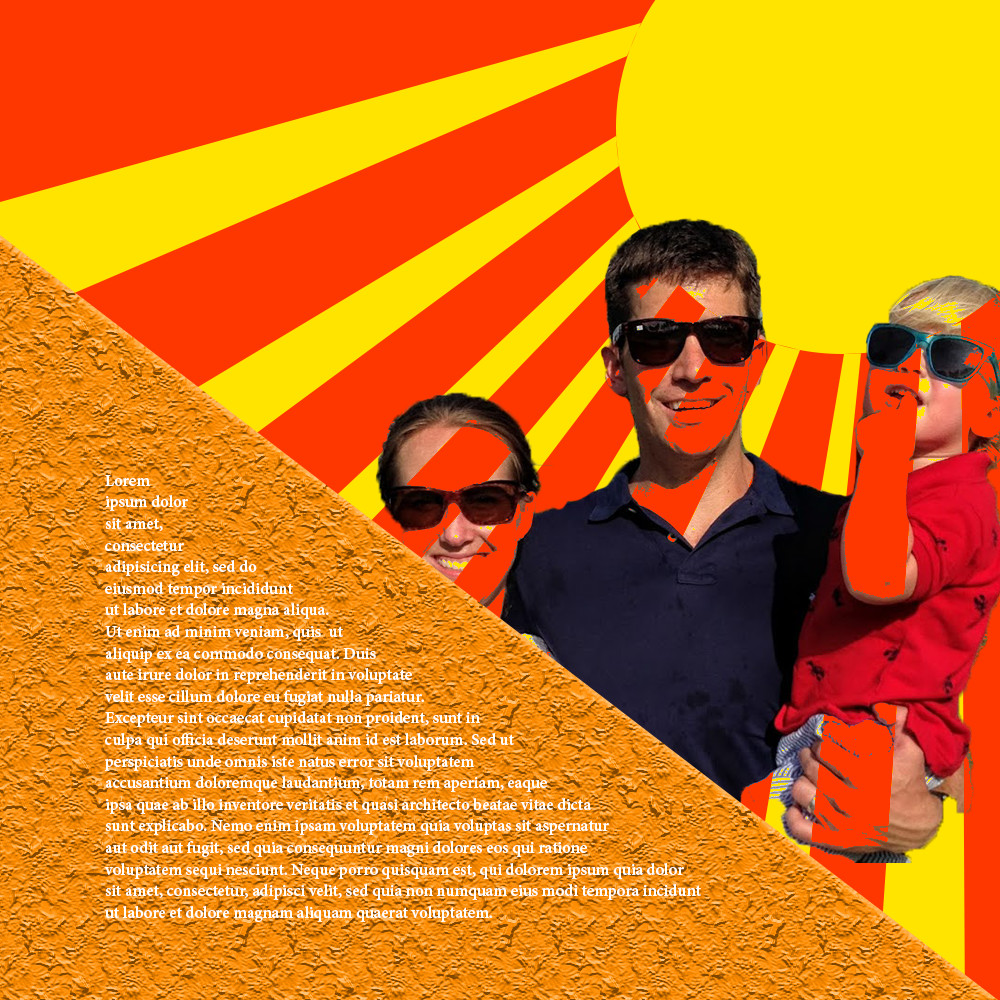 Lorem
ipsum dolor
sit amet,
consectetur
adipisicing elit, sed do
eiusmod tempor incididunt
ut labore et dolore magna aliqua.
Ut enim ad minim veniam, quis  ut
aliquip ex ea commodo consequat. Duis
aute irure dolor in reprehenderit in voluptate
velit esse cillum dolore eu fugiat nulla pariatur.
Excepteur sint occaecat cupidatat non proident, sunt in
culpa qui officia deserunt mollit anim id est laborum. Sed ut
perspiciatis unde omnis iste natus error sit voluptatem
accusantium doloremque laudantium, totam rem aperiam, eaque
ipsa quae ab illo inventore veritatis et quasi architecto beatae vitae dicta
sunt explicabo. Nemo enim ipsam voluptatem quia voluptas sit aspernatur
aut odit aut fugit, sed quia consequuntur magni dolores eos qui ratione
voluptatem sequi nesciunt. Neque porro quisquam est, qui dolorem ipsum quia dolor
sit amet, consectetur, adipisci velit, sed quia non numquam eius modi tempora incidunt
ut labore et dolore magnam aliquam quaerat voluptatem.